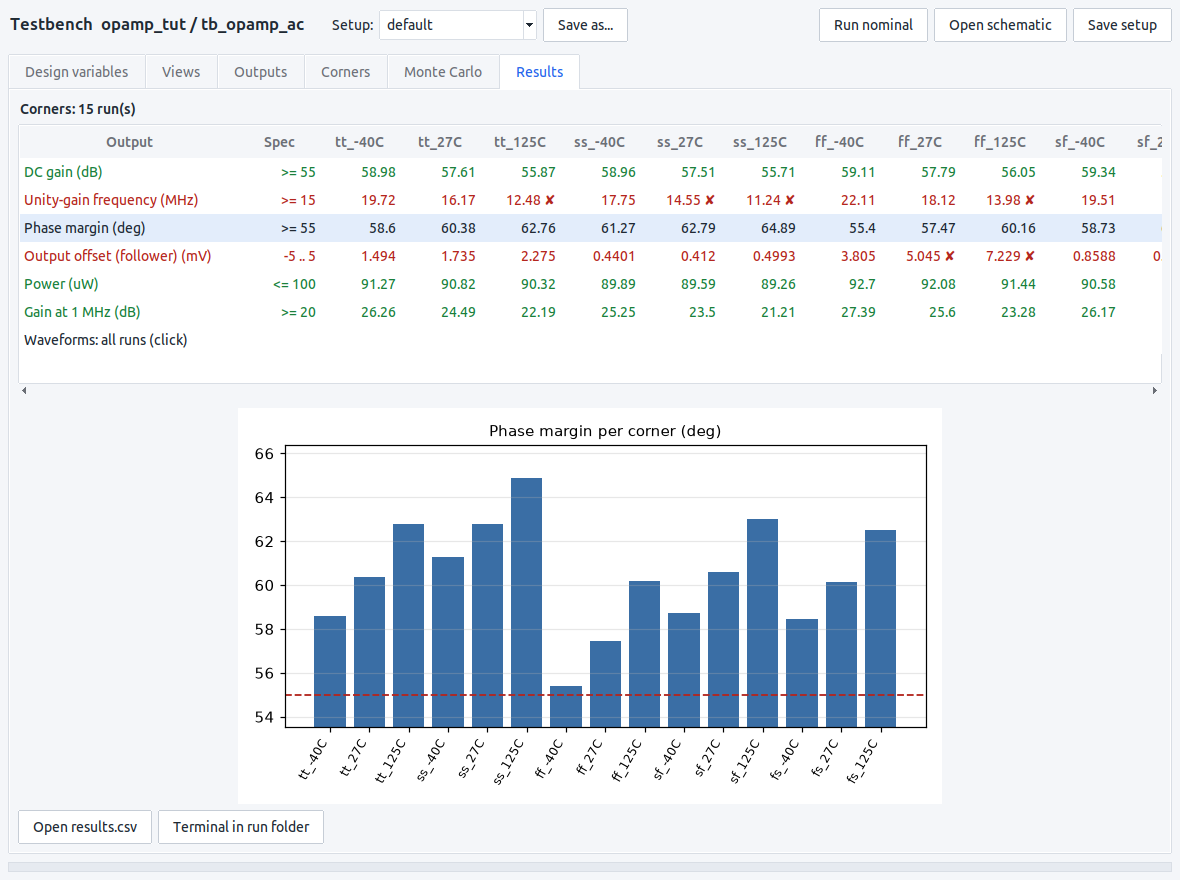 Testbench opamp_tut / tb_opamp_ac Setup: default Save as... Run nominal Open schematic Save setup
Design variables Views Outputs Corners Monte Carlo Results
Corners: 15 run(s)
Output Spec tt_-40C tt_27C tt_125C ss_-40C ss_27C ss_125C ff_-40C ff_27C ff_125C sf_-40C sf_2
DC gain (dB) >= 55 58.98 57.61 55.87 58.96 57.51 55.71 59.11 57.79 56.05 59.34
Unity-gain frequency (MHz) >= 15 19.72 16.17 12.48 ✘ 17.75 14.55 ✘ 11.24 ✘ 22.11 18.12 13.98 ✘ 19.51
Phase margin (deg) >= 55 58.6 60.38 62.76 61.27 62.79 64.89 55.4 57.47 60.16 58.73
Output offset (follower) (mV) -5 .. 5 1.494 1.735 2.275 0.4401 0.412 0.4993 3.805 5.045 ✘ 7.229 ✘ 0.8588 0.
Power (uW) <= 100 91.27 90.82 90.32 89.89 89.59 89.26 92.7 92.08 91.44 90.58
Gain at 1 MHz (dB) >= 20 26.26 24.49 22.19 25.25 23.5 21.21 27.39 25.6 23.28 26.17
Waveforms: all runs (click)
Phase margin per corner (deg)
66
64
62
60
58
56
54
tt_-40C tt_27C tt_125C ss_-40C ss_27C ss_125C ff_-40C ff_27C ff_125C sf_-40C sf_27C sf_125C fs_-40C fs_27C fs_125C
Open results.csv Terminal in run folder